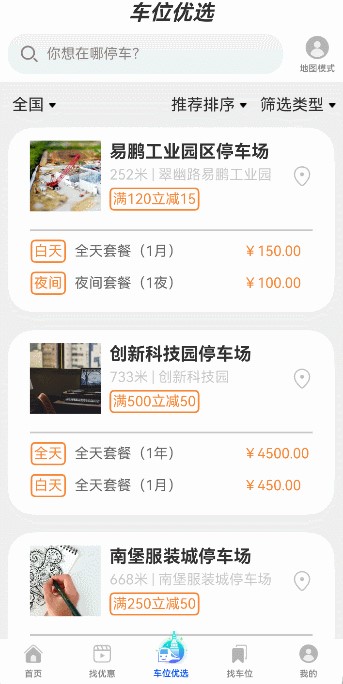 车位优选
你想在哪停车?
地图模式
全国
推荐排序
筛选类型
易鹏工业园区停车场
252米 | 翠幽路易鹏工业园
满120立减15
白天 全天套餐（1月） ¥150.00
夜间 夜间套餐（1夜） ¥100.00
创新科技园停车场
733米 | 创新科技园
满500立减50
全天 全天套餐（1年） ¥4500.00
白天 全天套餐（1月） ¥450.00
南堡服装城停车场
668米 | 南堡服装城停车场
满250立减50
首页
找优惠
车位优选
找车位
我的